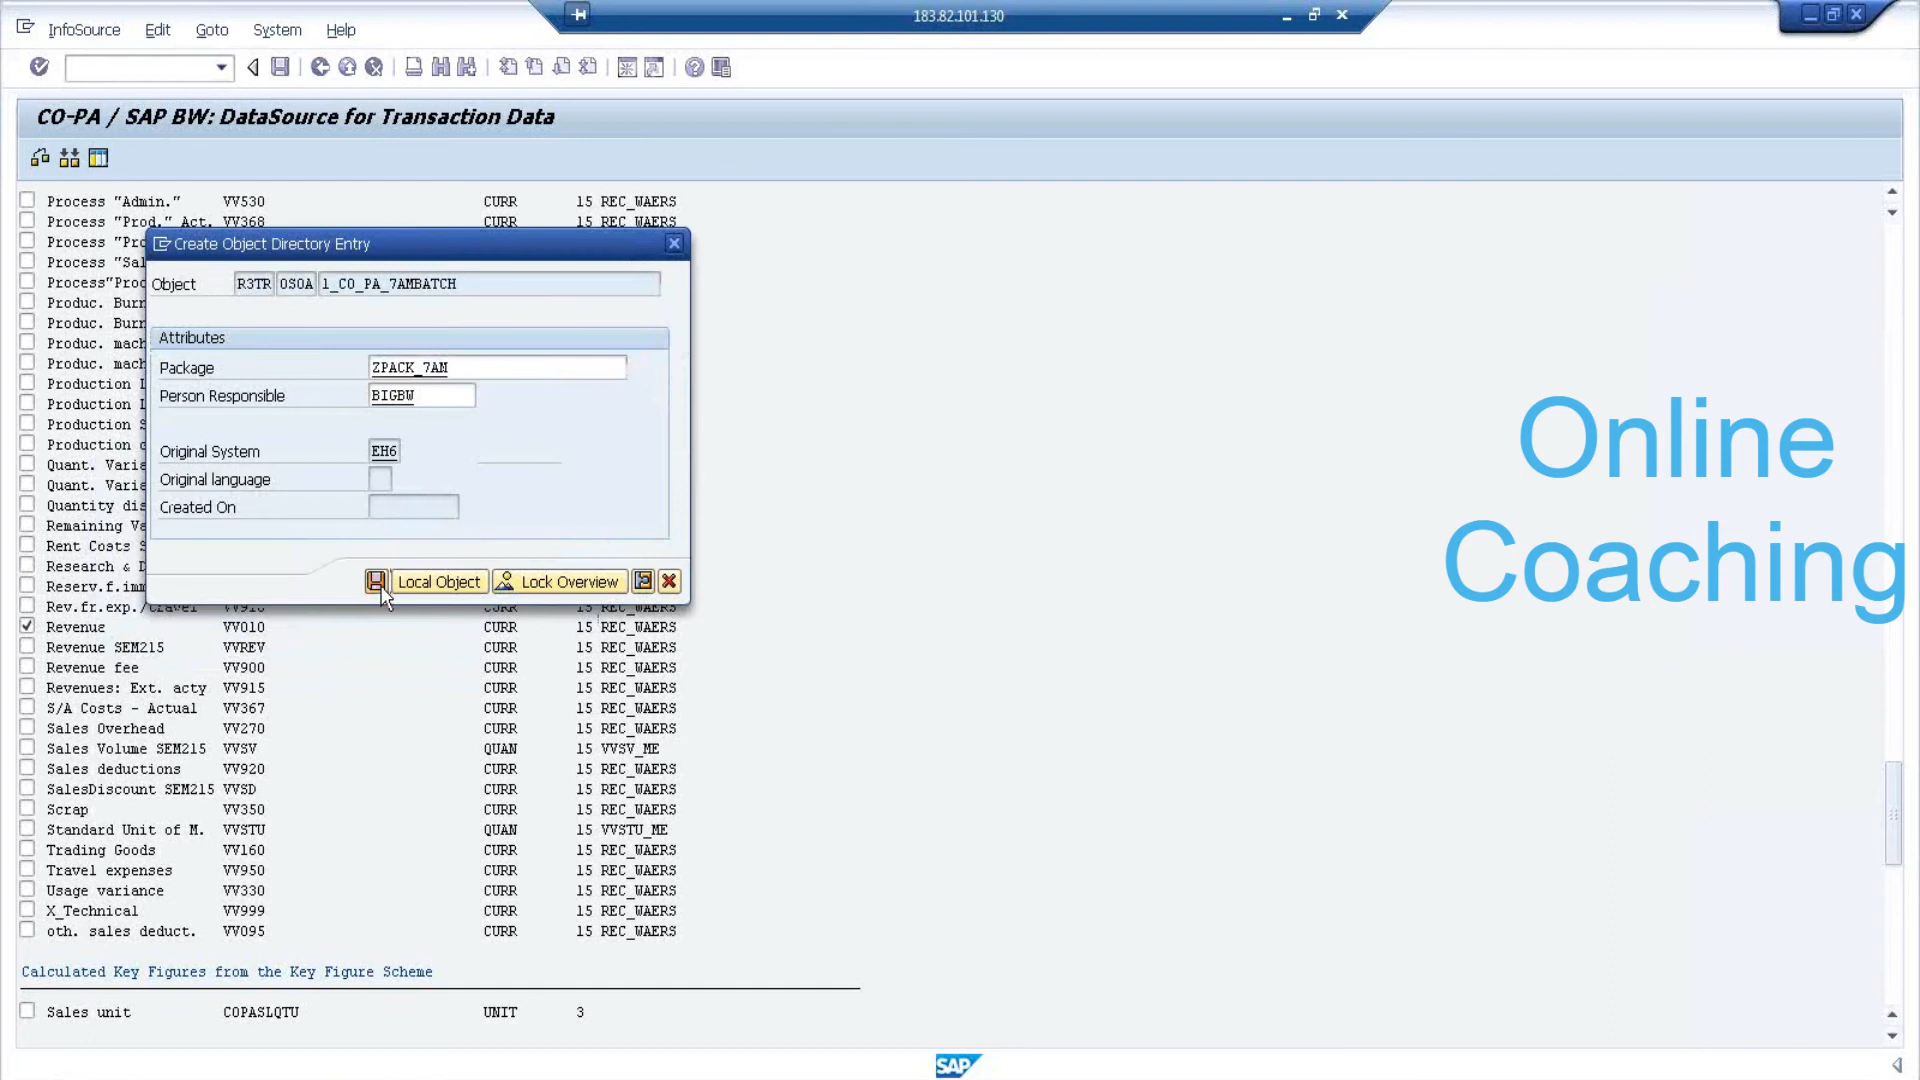 183.82.101.130
InfoSource Edit Goto System Help
CO-PA / SAP BW: DataSource for Transaction Data
Process "Admin." VV530 CURR 15 REC_WAERS
Process "Prod." Act. VV368 CURR 15 REC_WAERS
Process "Pro
Create Object Directory Entry
Process "Sal
Object R3TR OSOA 1_CO_PA_7AMBATCH
Process"Proc
Produc. Burn
Produc. Burn
Attributes
Produc. mach
Produc. mach
Package ZPACK_7AM
Production
Person Responsible BIGBW
Production
Production
Production
Original System EH6
Quant. Varia
Original language
Quant. Varia
Created On
Quantity dis
Remaining Va
Rent Costs
Research & D
Local Object Lock Overview
Reserv.f.imm
Rev.fr.exp./travel VV910 REC_WAERS
Revenue VV010 CURR 15 REC_WAERS
Revenue SEM215 VVREV CURR 15 REC_WAERS
Revenue fee VV900 CURR 15 REC_WAERS
Revenues: Ext. acty VV915 CURR 15 REC_WAERS
S/A Costs - Actual VV367 CURR 15 REC_WAERS
Sales Overhead VV270 CURR 15 REC_WAERS
Sales Volume SEM215 VVSV QUAN 15 VVSV_ME
Sales deductions VV920 CURR 15 REC_WAERS
SalesDiscount SEM215 VVSD CURR 15 REC_WAERS
Scrap VV350 CURR 15 REC_WAERS
Standard Unit of M. VVSTU QUAN 15 VVSTU_ME
Trading Goods VV160 CURR 15 REC_WAERS
Travel expenses VV950 CURR 15 REC_WAERS
Usage variance VV330 CURR 15 REC_WAERS
X_Technical VV999 CURR 15 REC_WAERS
oth. sales deduct. VV095 CURR 15 REC_WAERS
Calculated Key Figures from the Key Figure Scheme
Sales unit COPASLQTU UNIT 3
Online
Coaching
SAP